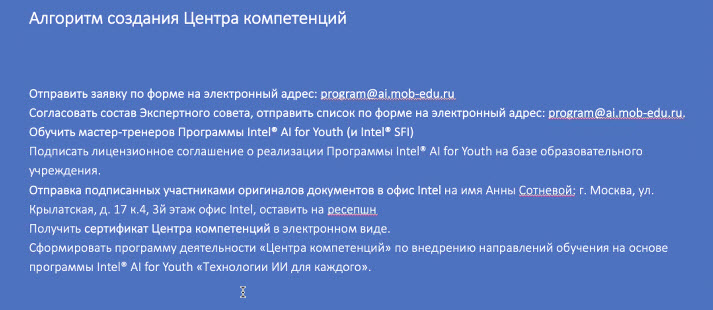 Алгоритм создания Центра компетенций
Отправить заявку по форме на электронный адрес: program@ai.mob-edu.ru
Согласовать состав Экспертного совета, отправить список по форме на электронный адрес: program@ai.mob-edu.ru.
Обучить мастер-тренеров Программы Intel® AI for Youth (и Intel® SFI)
Подписать лицензионное соглашение о реализации Программы Intel® AI for Youth на базе образовательного
учреждения.
Отправка подписанных участниками оригиналов документов в офис Intel на имя Анны Сотневой: г. Москва, ул.
Крылатская, д. 17 к.4, 3й этаж офис Intel, оставить на ресепшн
Получить сертификат Центра компетенций в электронном виде.
Сформировать программу деятельности «Центра компетенций» по внедрению направлений обучения на основе
программы Intel® AI for Youth «Технологии ИИ для каждого».